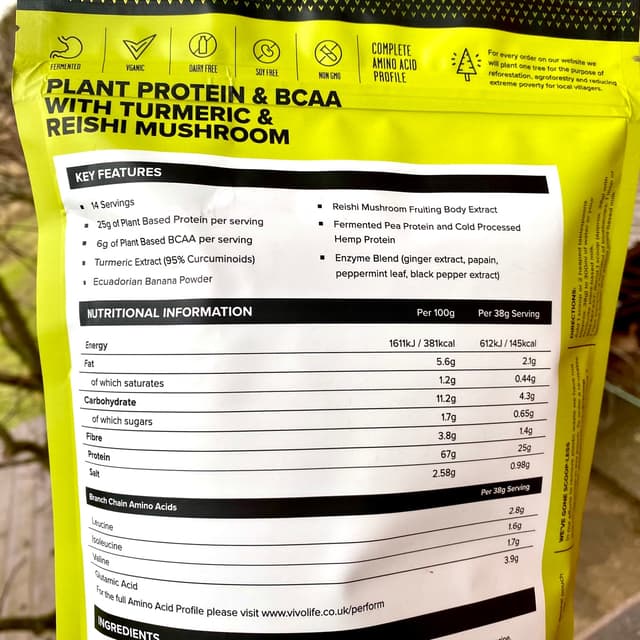 FERMENTED
VGANIC
DAIRY FREE
SOY FREE
NON GMO
COMPLETE
AMINO ACID
PROFILE
For every order on our website we
will plant one tree for the purpose of
reforestation, agroforestry and reducing
extreme poverty for local villagers.
PLANT PROTEIN & BCAA
WITH TURMERIC &
REISHI MUSHROOM
KEY FEATURES
14 Servings
25g of Plant Based Protein per serving
6g of Plant Based BCAA per serving
Turmeric Extract (95% Curcuminoids)
Ecuadorian Banana Powder
Reishi Mushroom Fruiting Body Extract
Fermented Pea Protein and Cold Processed
Hemp Protein
Enzyme Blend (ginger extract, papain,
peppermint leaf, black pepper extract)
NUTRITIONAL INFORMATION Per 100g Per 38g Serving
Energy 1611kJ / 381kcal 612kJ / 145kcal
Fat 5.6g 2.1g
of which saturates 1.2g 0.44g
Carbohydrate 11.2g 4.3g
of which sugars 1.7g 0.65g
Fibre 3.8g 1.4g
Protein 67g 25g
Salt 2.58g 0.98g
Branch Chain Amino Acids Per 38g Serving
Leucine 2.8g
Isoleucine 1.6g
Valine 1.7g
Glutamic Acid 3.9g
For the full Amino Acid Profile please visit www.vivolife.co.uk/perform
INGREDIENTS
DIRECTIONS:
WE'VE GONE SCOOP-LESS